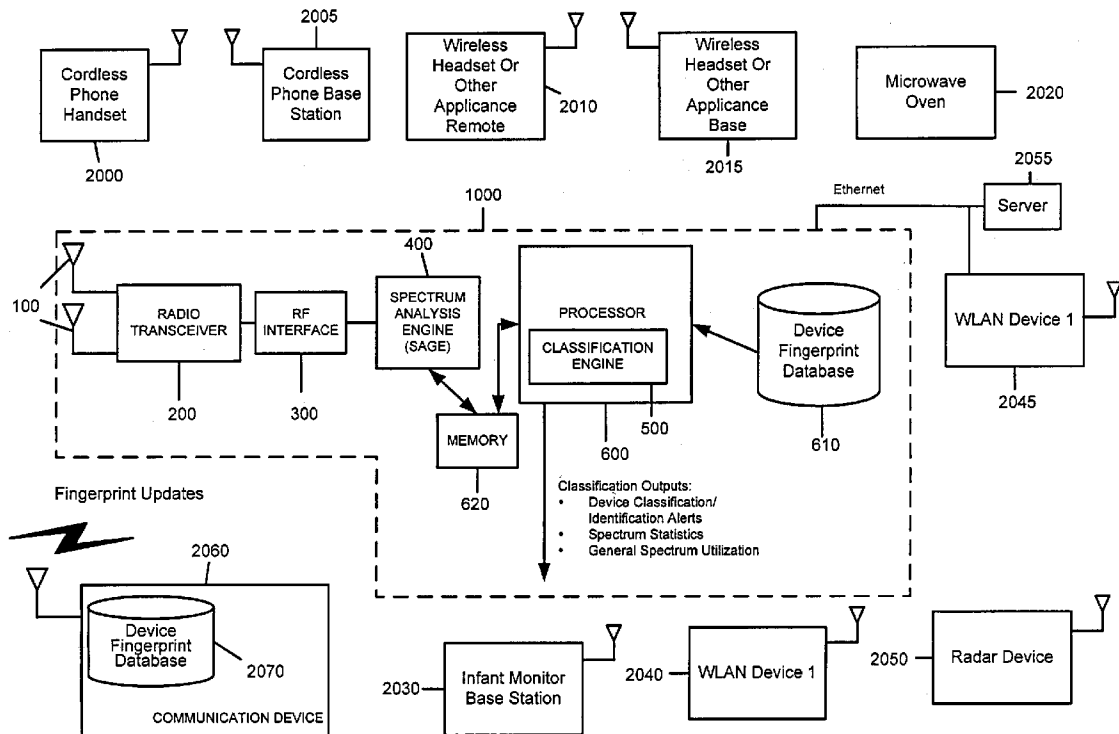 2005
Cordless
Phone
Handset
2000
Cordless
Phone Base
Station
Wireless
Headset Or
Other
Applicance
Remote
2010
Wireless
Headset Or
Other
Applicance
Base
2015
Microwave
Oven
2020
2055
Ethernet
Server
1000
100
RADIO
TRANSCEIVER
200
RF
INTERFACE
300
400
SPECTRUM
ANALYSIS
ENGINE
(SAGE)
PROCESSOR
CLASSIFICATION
ENGINE
500
600
MEMORY
620
Device
Fingerprint
Database
610
WLAN Device 1
2045
Classification Outputs:
• Device Classification/
Identification Alerts
• Spectrum Statistics
• General Spectrum Utilization
Fingerprint Updates
2060
Device
Fingerprint
Database
2070
COMMUNICATION DEVICE
2030
Infant Monitor
Base Station
2040
WLAN Device 1
2050
Radar Device